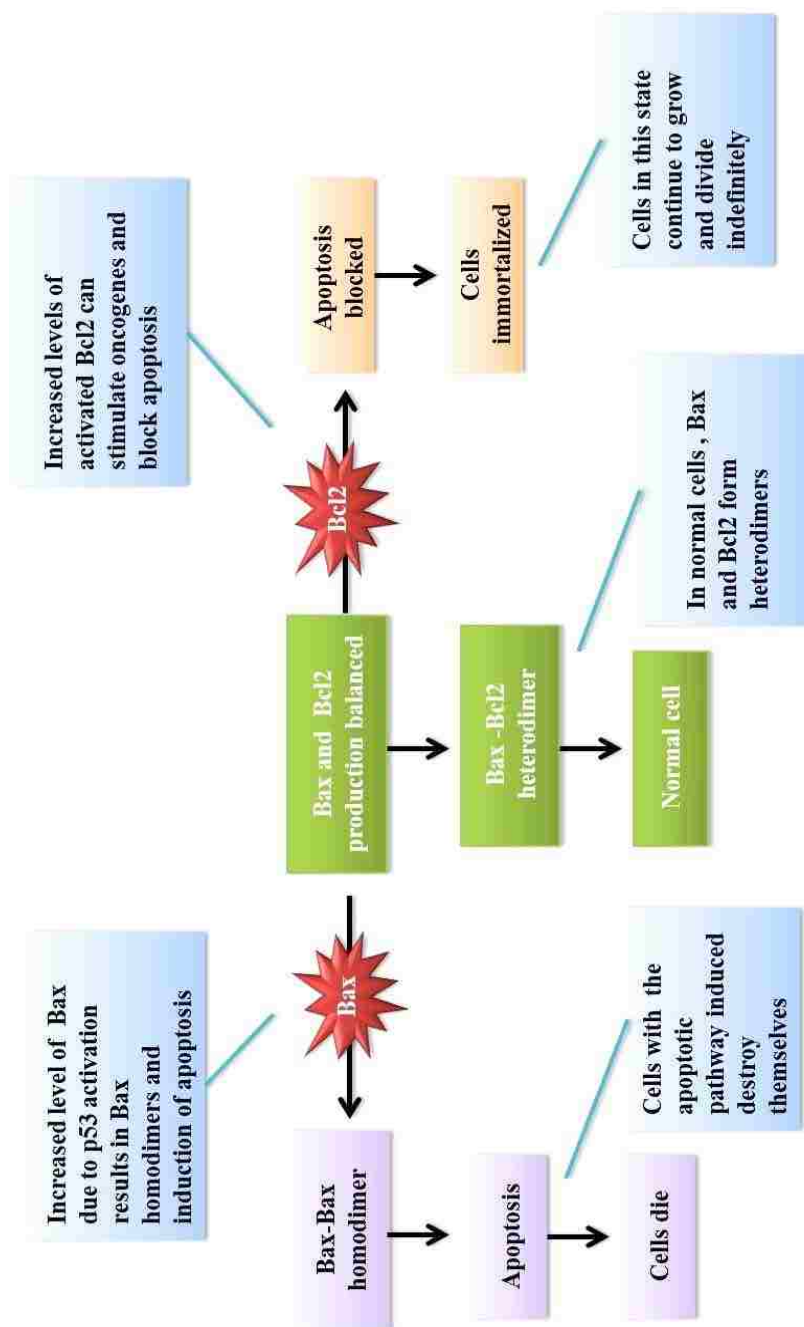 Increased level of Bax
due to p53 activation
results in Bax
homodimers and
induction of apoptosis
Increased levels of
activated Bcl2 can
stimulate oncogenes and
block apoptosis
Bax-Bax
homodimer
Bax
Bax and Bcl2
production balanced
Bcl2
Apoptosis
blocked
Apoptosis
Bax -Bcl2
heterodimer
Cells
immortalized
Cells die
Normal cell
Cells with the
apoptotic
pathway induced
destroy
themselves
In normal cells , Bax
and Bcl2 form
heterodimers
Cells in this state
continue to grow
and divide
indefinitely